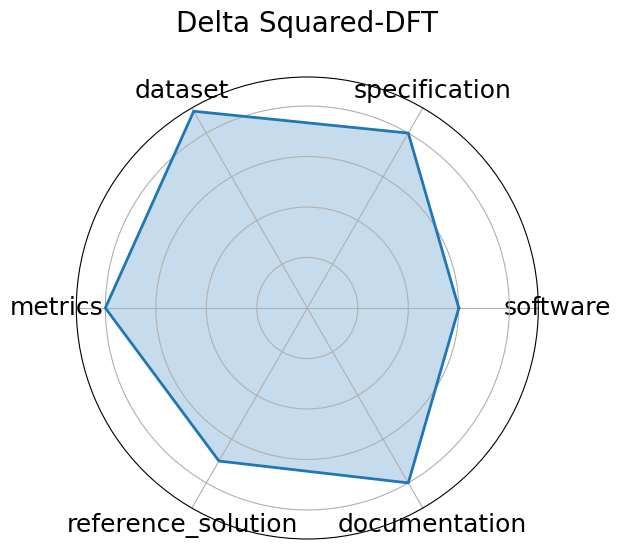 Delta Squared-DFT
dataset
specification
metrics
software
reference_solution
documentation